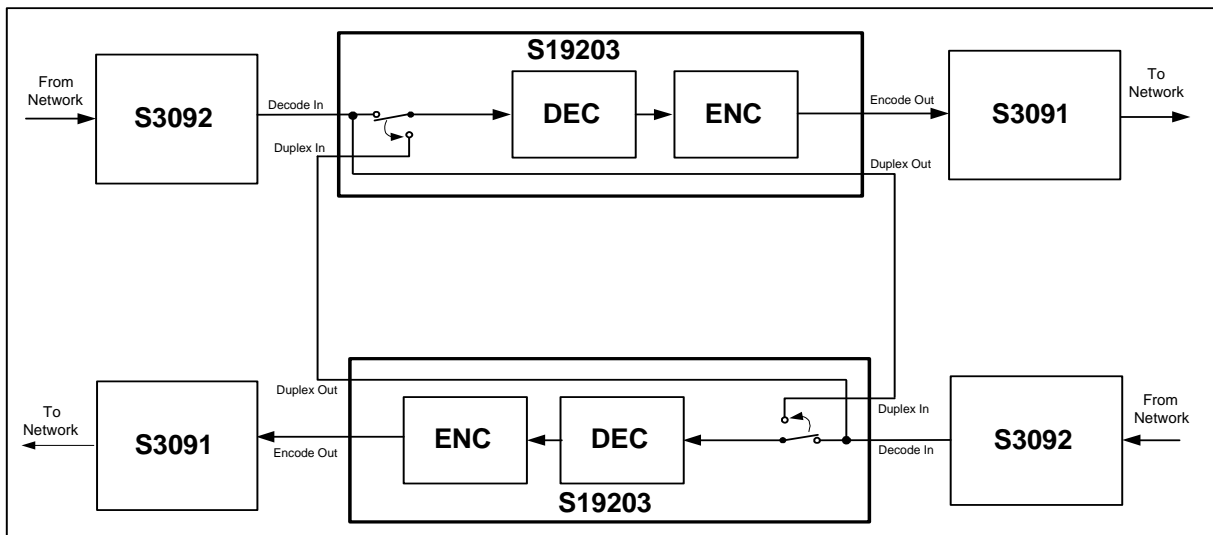 S19203
From
Network
S3092
Decode In
Duplex In
DEC
ENC
Encode Out
Duplex Out
S3091
To
Network
To
Network
S3091
Duplex Out
Encode Out
ENC
DEC
S19203
Duplex In
Decode In
S3092
From
Network